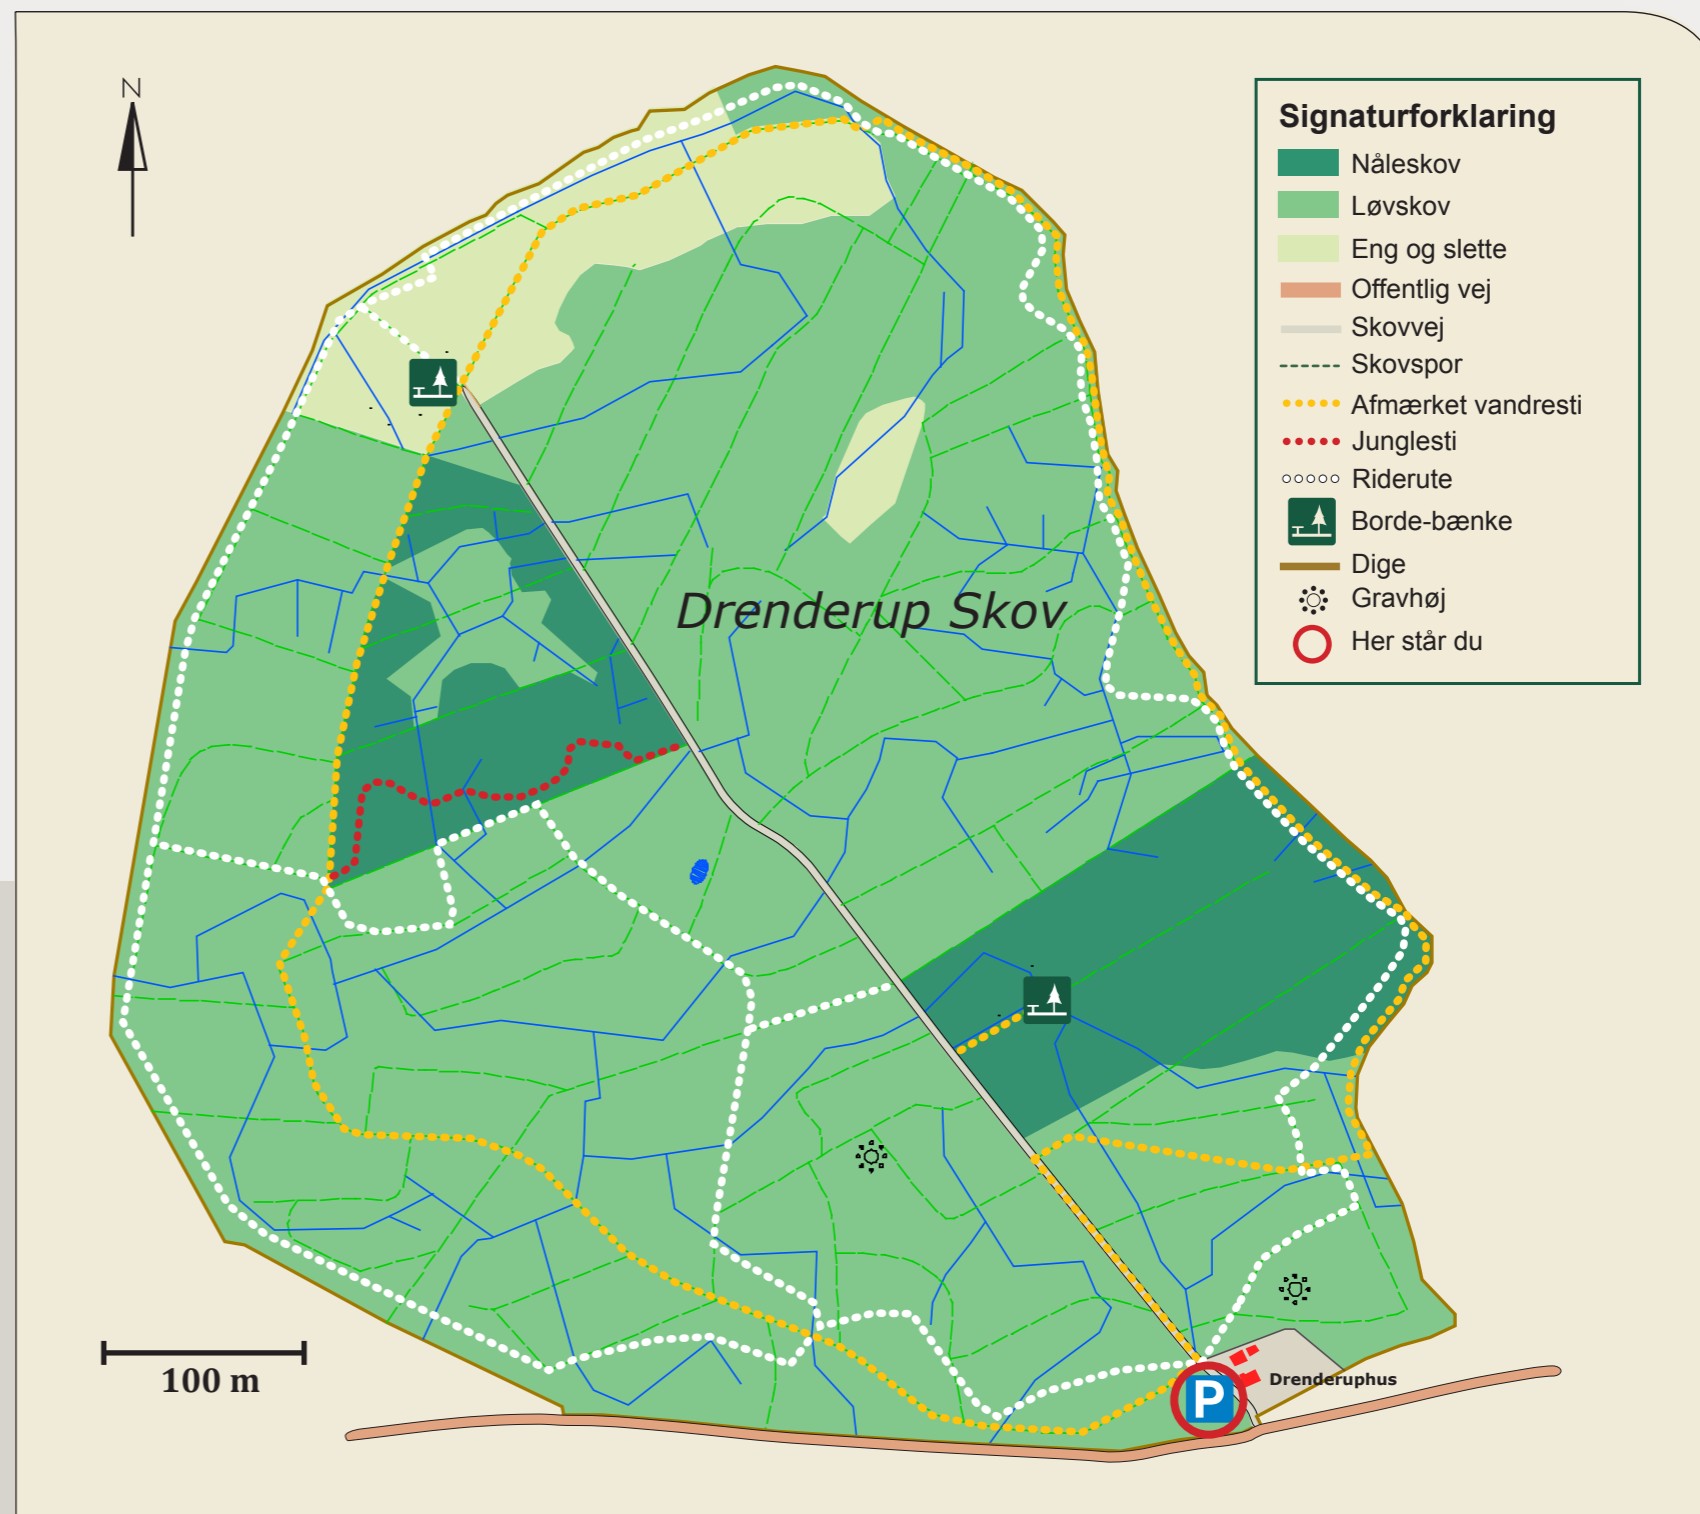 N
Signaturforklaring
Nåleskov
Løvskov
Eng og slette
Offentlig vej
Skovvej
Skovspor
Afmærket vandresti
Junglesti
Riderute
Borde-bænke
Dige
Gravhøj
Her står du
Drenderup Skov
100 m
Drenderuphus
P